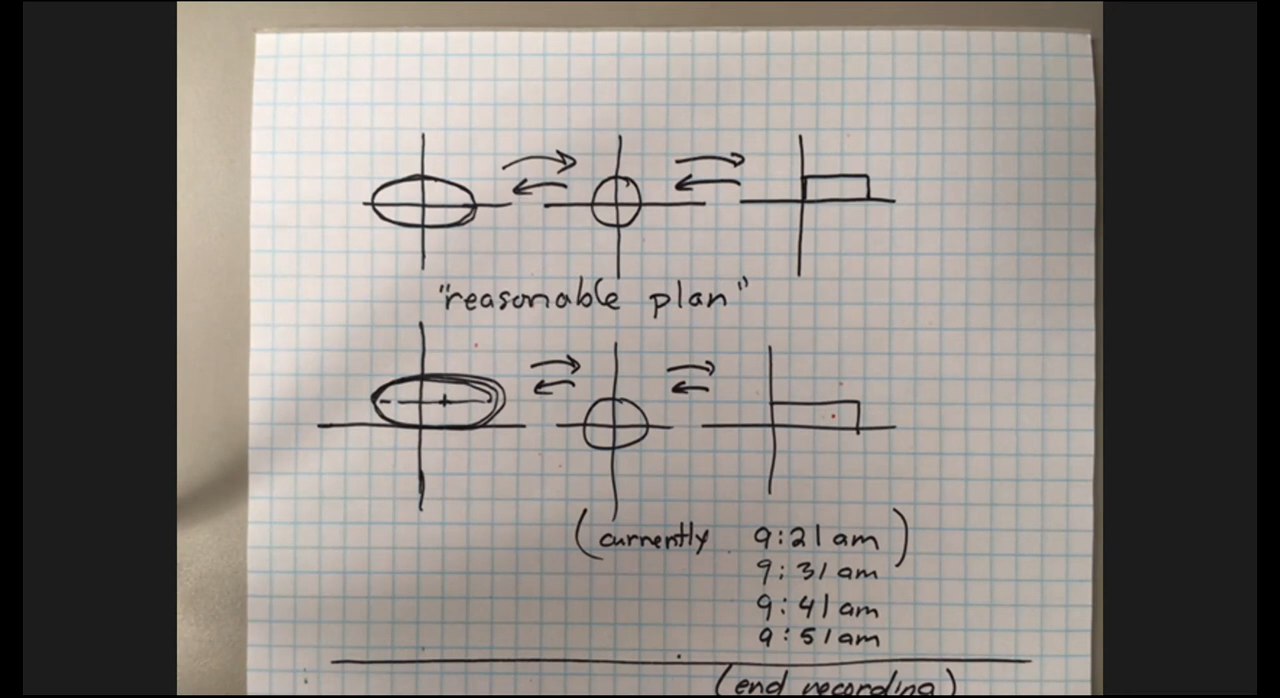 "reasonable plan"
(currently 9:21 am)
9:31 am
9:41 am
9:51 am
(end recording)